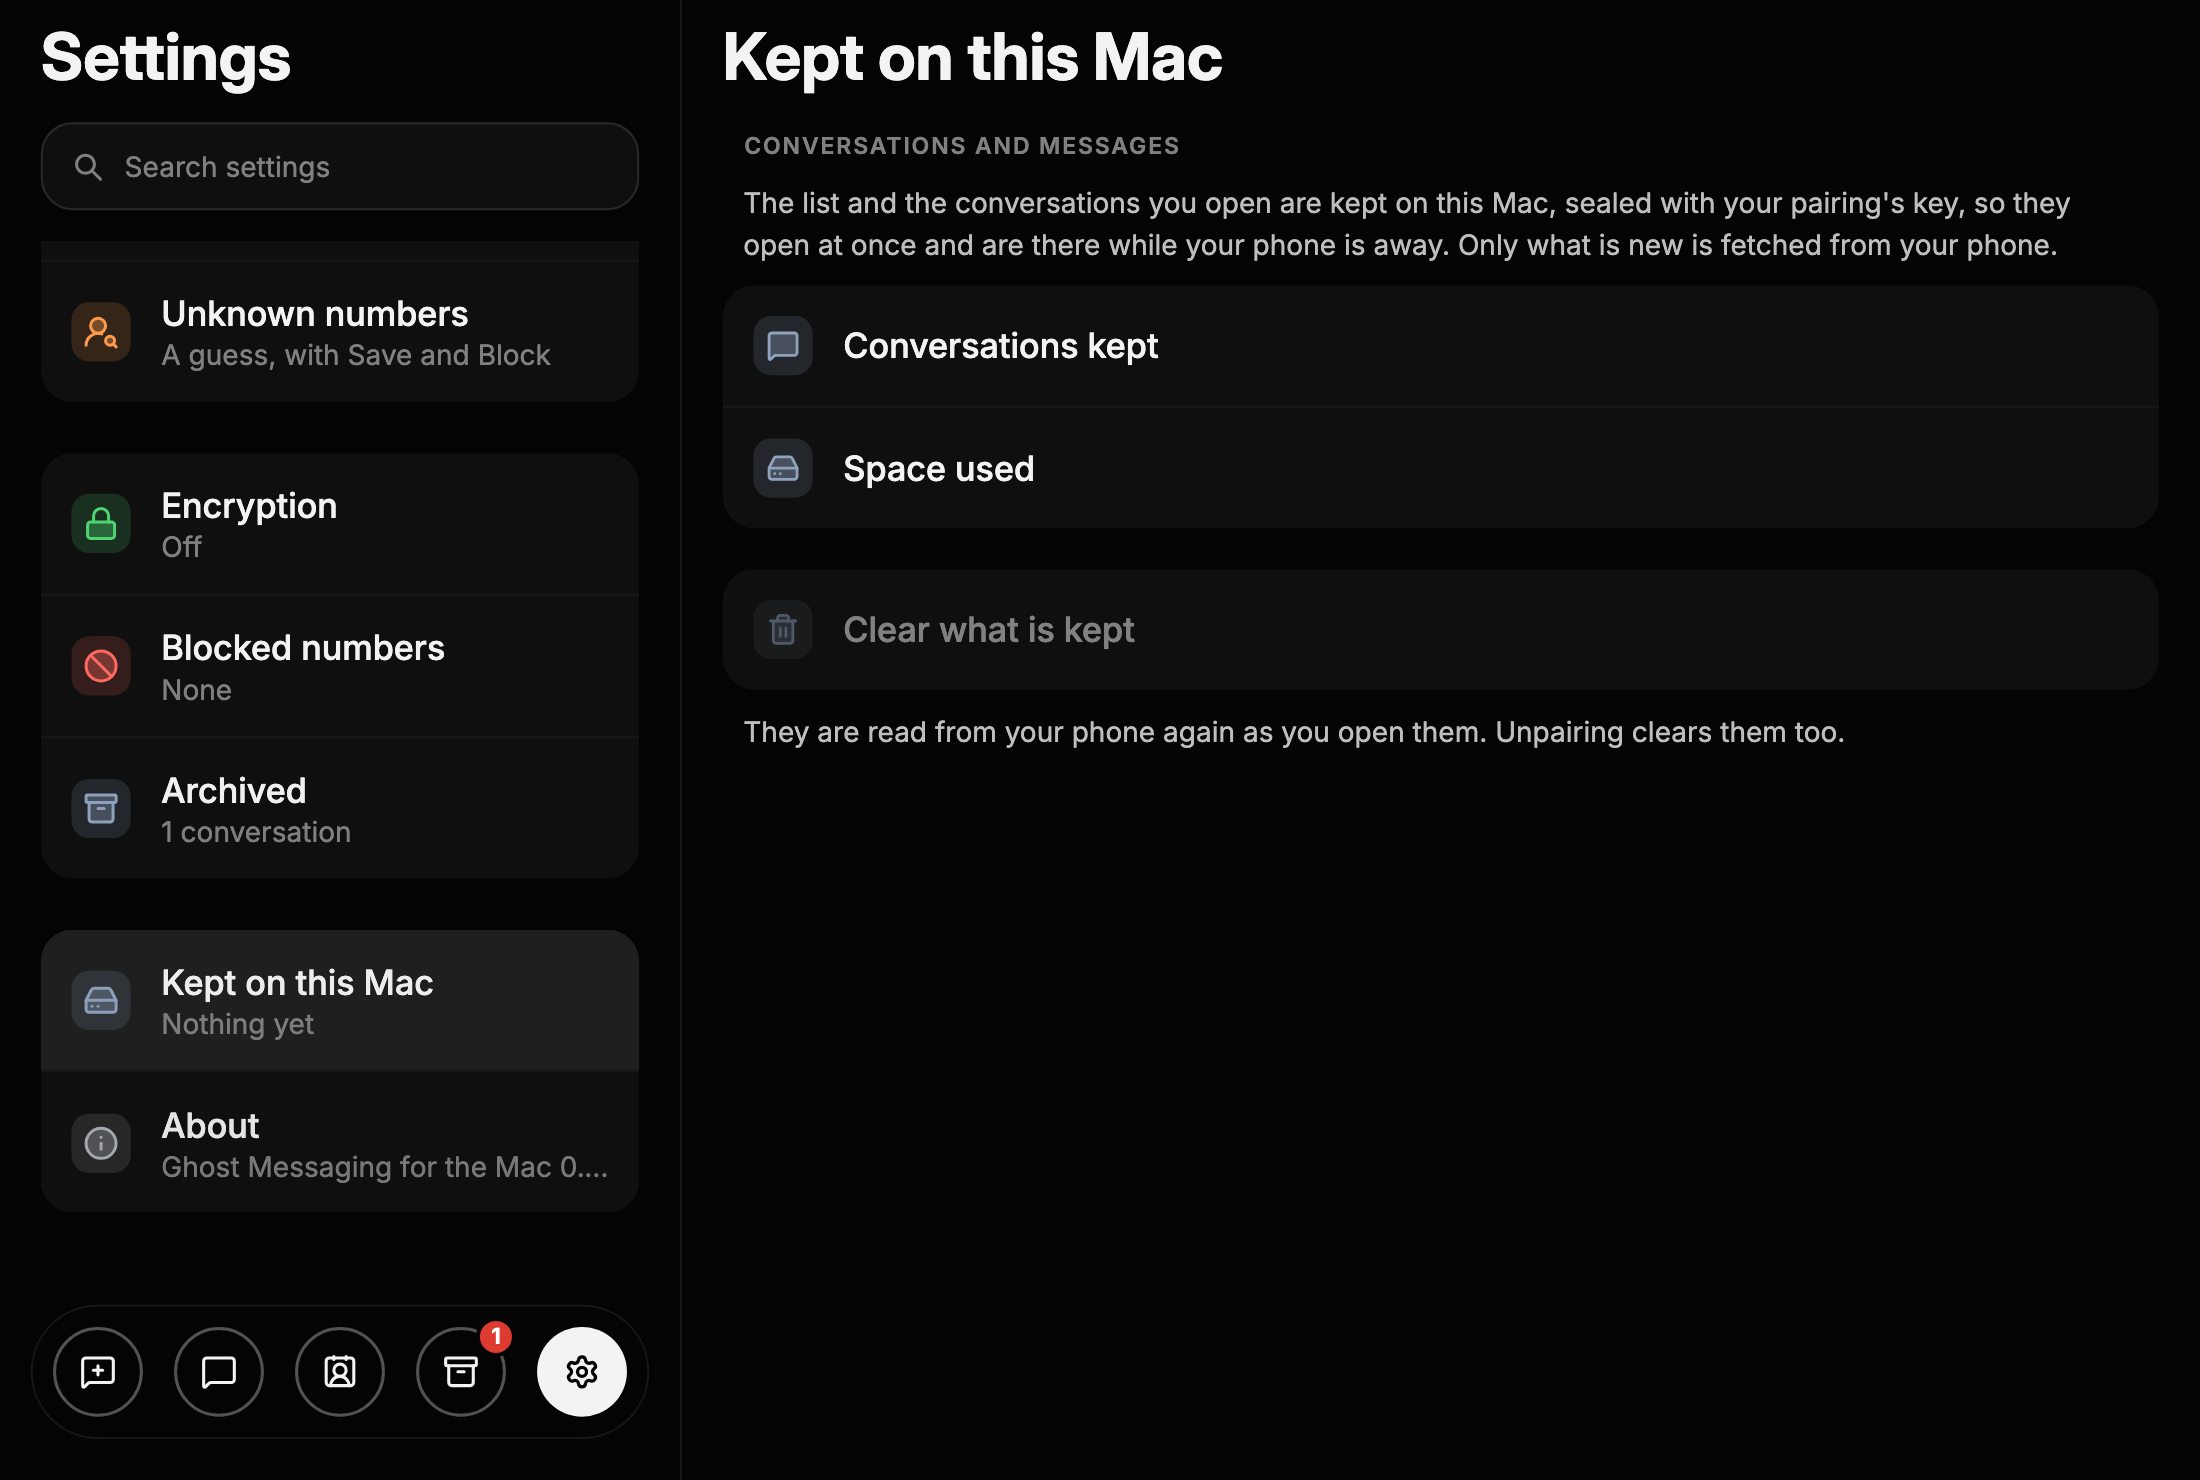 Settings
Search settings
Unknown numbers
A guess, with Save and Block
Encryption
Off
Blocked numbers
None
Archived
1 conversation
Kept on this Mac
Nothing yet
About
Ghost Messaging for the Mac 0....
1
Kept on this Mac
CONVERSATIONS AND MESSAGES
The list and the conversations you open are kept on this Mac, sealed with your pairing's key, so they
open at once and are there while your phone is away. Only what is new is fetched from your phone.
Conversations kept
Space used
Clear what is kept
They are read from your phone again as you open them. Unpairing clears them too.